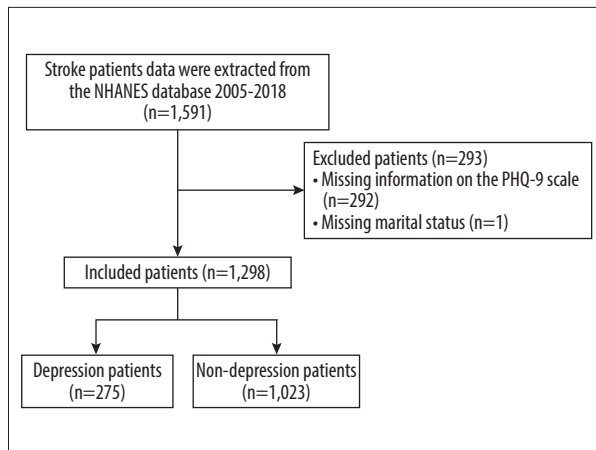 Stroke patients data were extracted from
the NHANES database 2005-2018
(n=1,591)
Excluded patients (n=293)
• Missing information on the PHQ-9 scale
(n=292)
• Missing marital status (n=1)
Included patients (n=1,298)
Depression patients
(n=275)
Non-depression patients
(n=1,023)